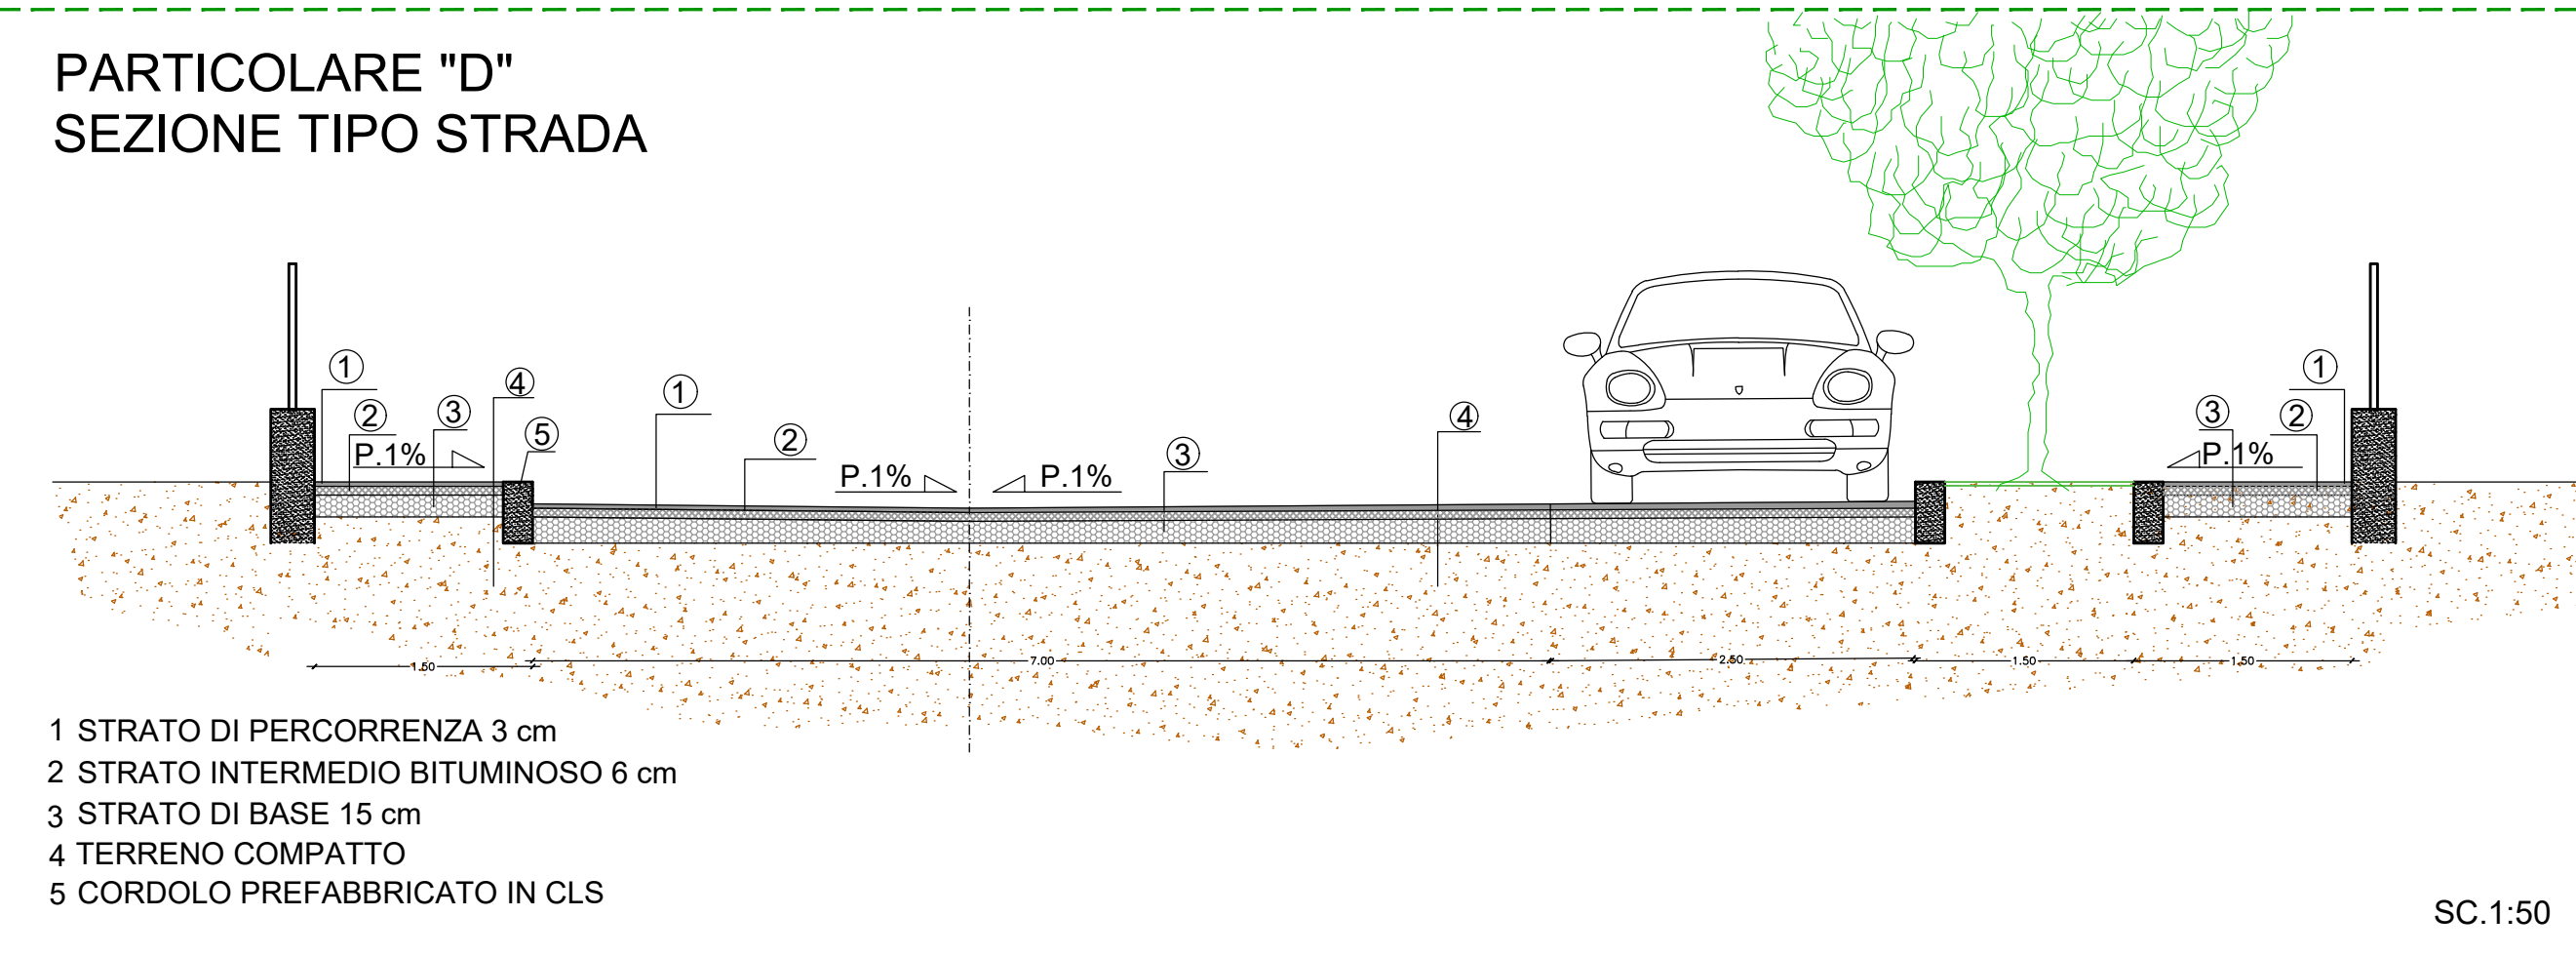 PARTICOLARE "D"
SEZIONE TIPO STRADA
1
2
3
4
5
P.1%
1
2
P.1%
P.1%
3
4
1
3
2
P.1%
1.50
7.00
2.50
1.50
1.50
1 STRATO DI PERCORRENZA 3 cm
2 STRATO INTERMEDIO BITUMINOSO 6 cm
3 STRATO DI BASE 15 cm
4 TERRENO COMPATTO
5 CORDOLO PREFABBRICATO IN CLS
SC.1:50